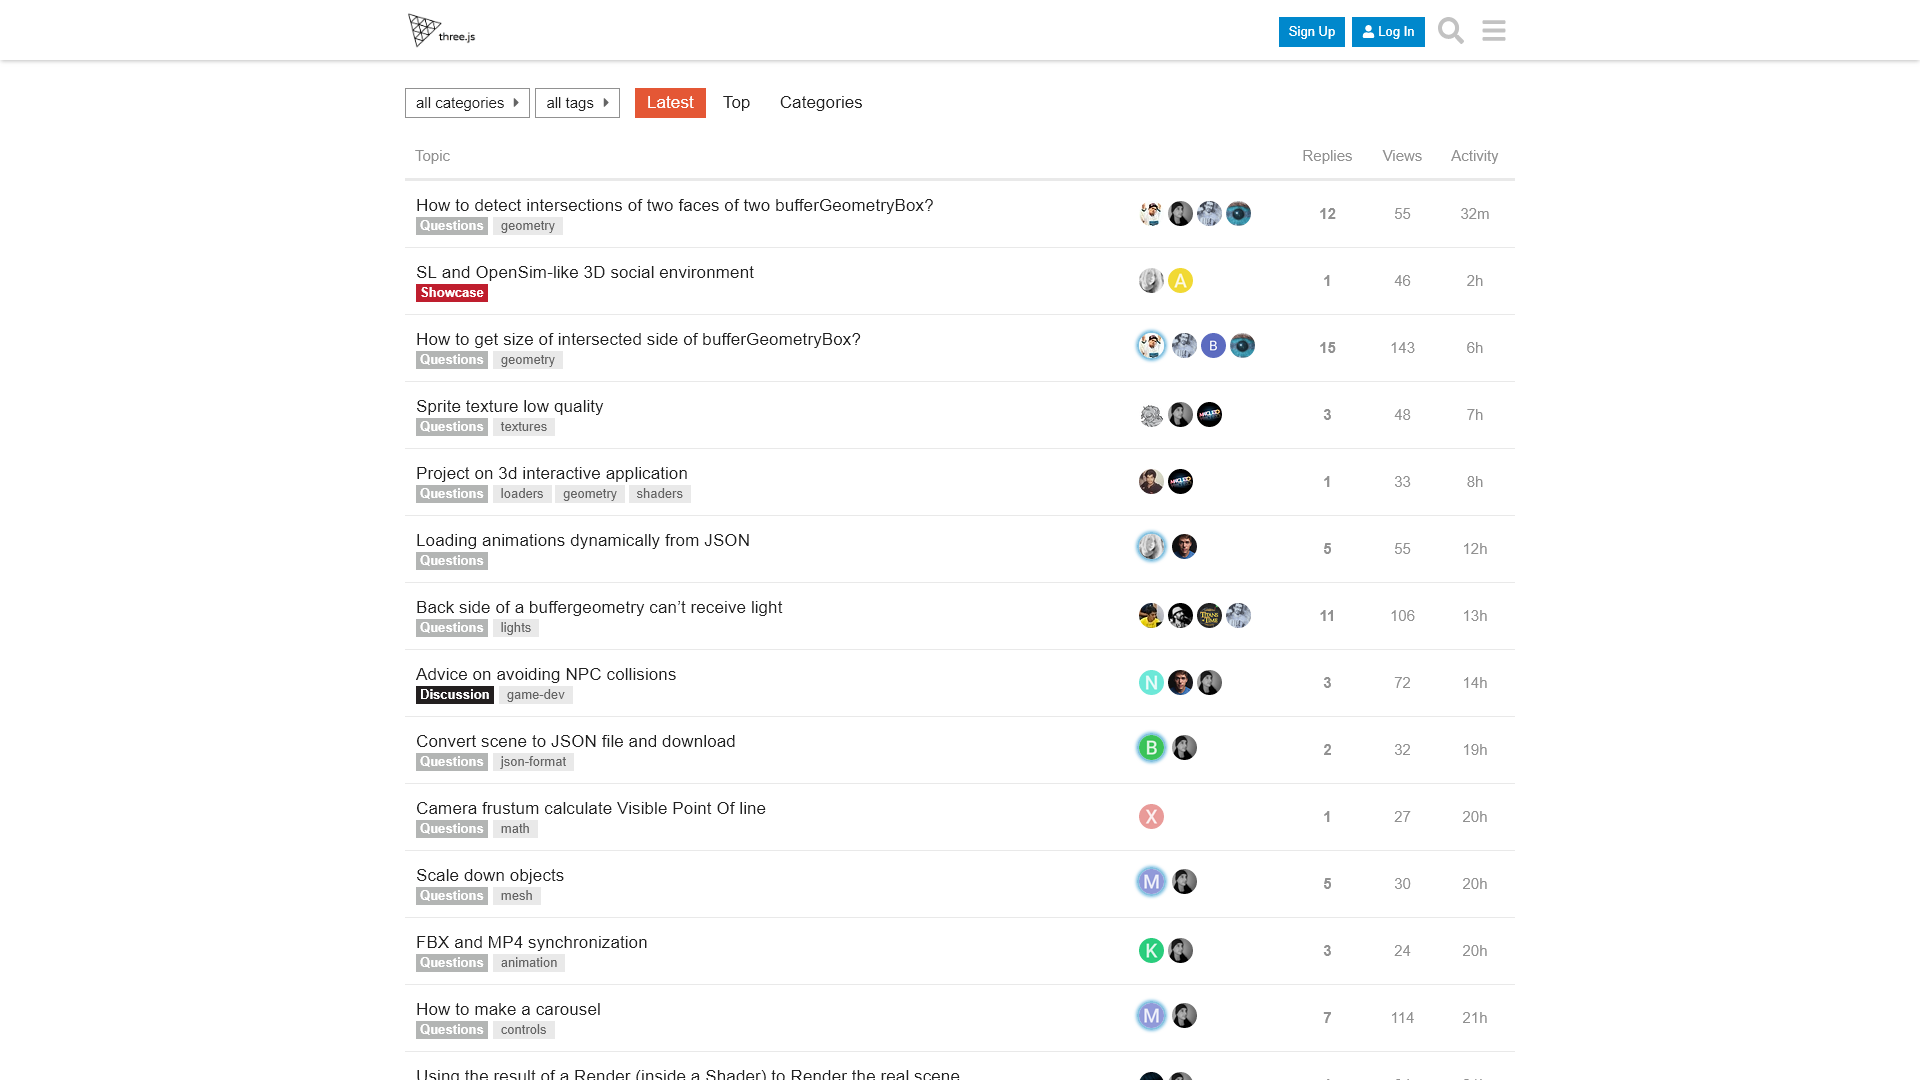 three.js
Sign Up
Log In
all categories
all tags
Latest
Top
Categories
Topic
Replies
Views
Activity
How to detect intersections of two faces of two bufferGeometryBox?
Questions
geometry
12
55
32m
SL and OpenSim-like 3D social environment
Showcase
A
1
46
2h
How to get size of intersected side of bufferGeometryBox?
Questions
geometry
B
15
143
6h
Sprite texture low quality
Questions
textures
3
48
7h
Project on 3d interactive application
Questions
loaders
geometry
shaders
1
33
8h
Loading animations dynamically from JSON
Questions
5
55
12h
Back side of a buffergeometry can’t receive light
Questions
lights
11
106
13h
Advice on avoiding NPC collisions
Discussion
game-dev
N
3
72
14h
Convert scene to JSON file and download
Questions
json-format
B
2
32
19h
Camera frustum calculate Visible Point Of line
Questions
math
X
1
27
20h
Scale down objects
Questions
mesh
M
5
30
20h
FBX and MP4 synchronization
Questions
animation
K
3
24
20h
How to make a carousel
Questions
controls
M
7
114
21h
Using the result of a Render (inside a Shader) to Render the real scene